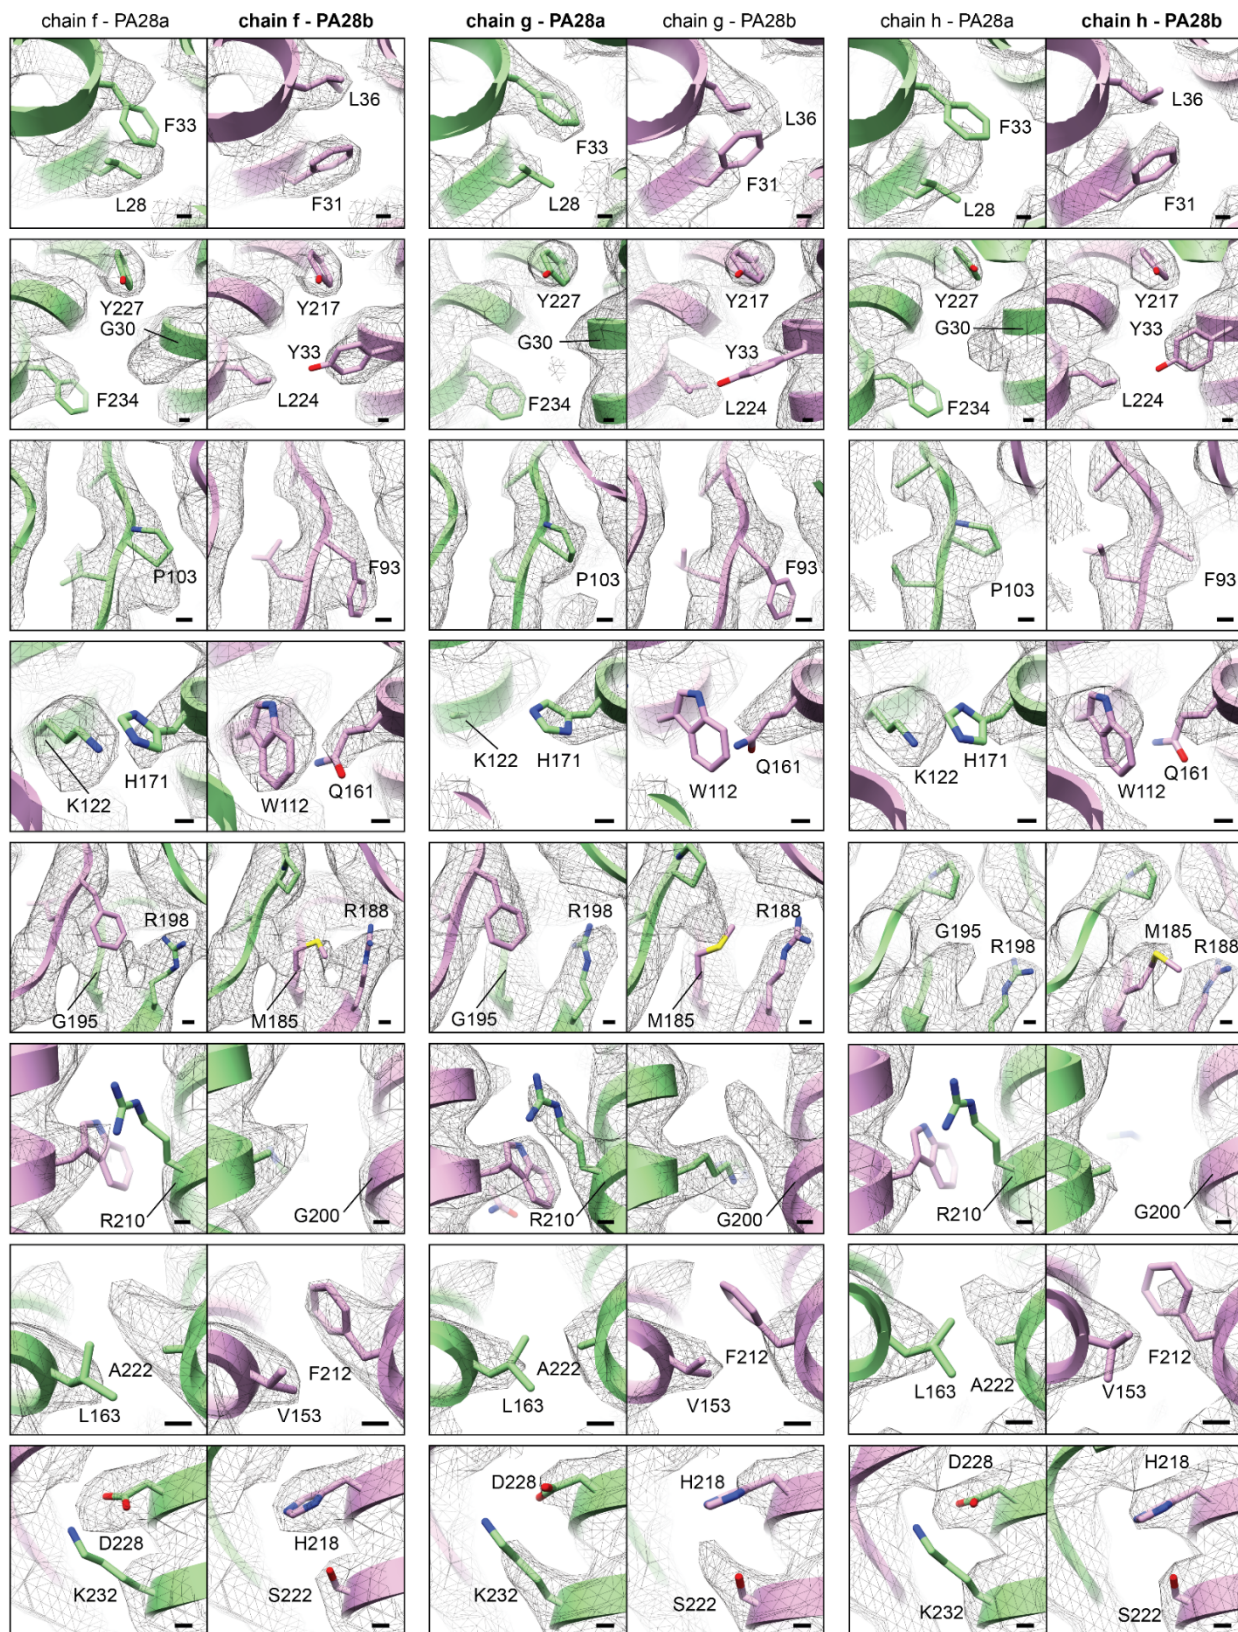 chain f - PA28a chain f - PA28b chain g - PA28a chain g - PA28b chain h - PA28a chain h - PA28b
F33 L36 F33 L36 F33 L36
L28 F31 L28 F31 L28 F31
Y227 Y217 Y227 Y217 Y227 Y217
G30 Y33 G30 Y33 G30 Y33
F234 L224 F234 L224 F234 L224
P103 F93 P103 F93 P103 F93
H171 Q161 K122 H171 Q161 H171 Q161
K122 W112 W112 K122 W112
R198 R188 R198 R188 G195 R198 M185 R188
G195 M185 G195 M185
R210 G200 R210 G200 R210 G200
A222 F212 A222 F212 L163 A222 F212
L163 V153 L163 V153 V153
D228 H218 D228 H218
D228 H218
K232 S222 K232 S222 K232 S222